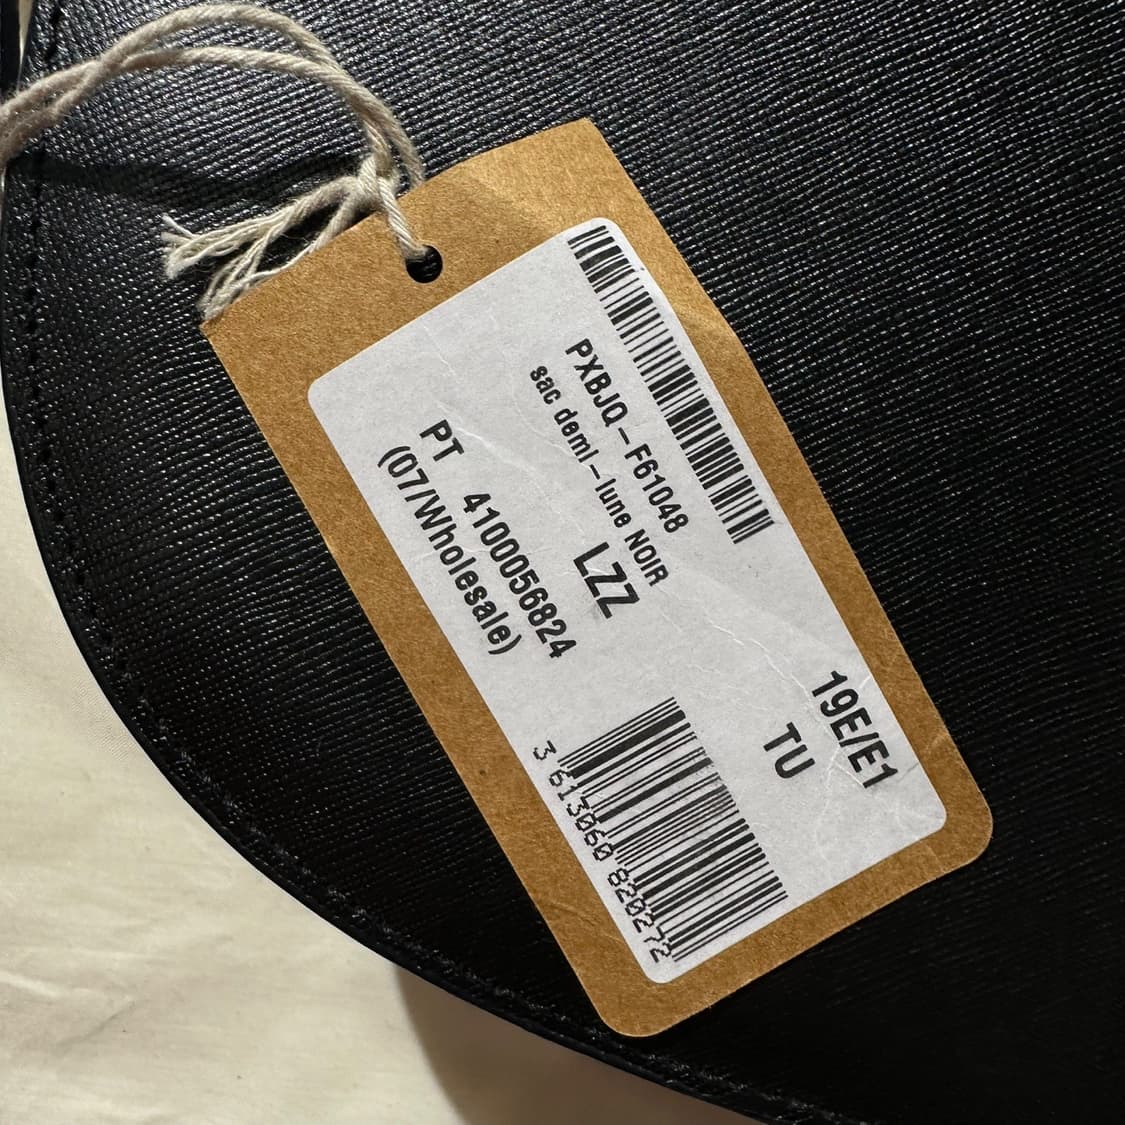 PXBJQ-F61048
sac demi-lune NOIR
LZZ
PT 4100056824
(07/Wholesale)
19E/E1
TU
3 613060 820272